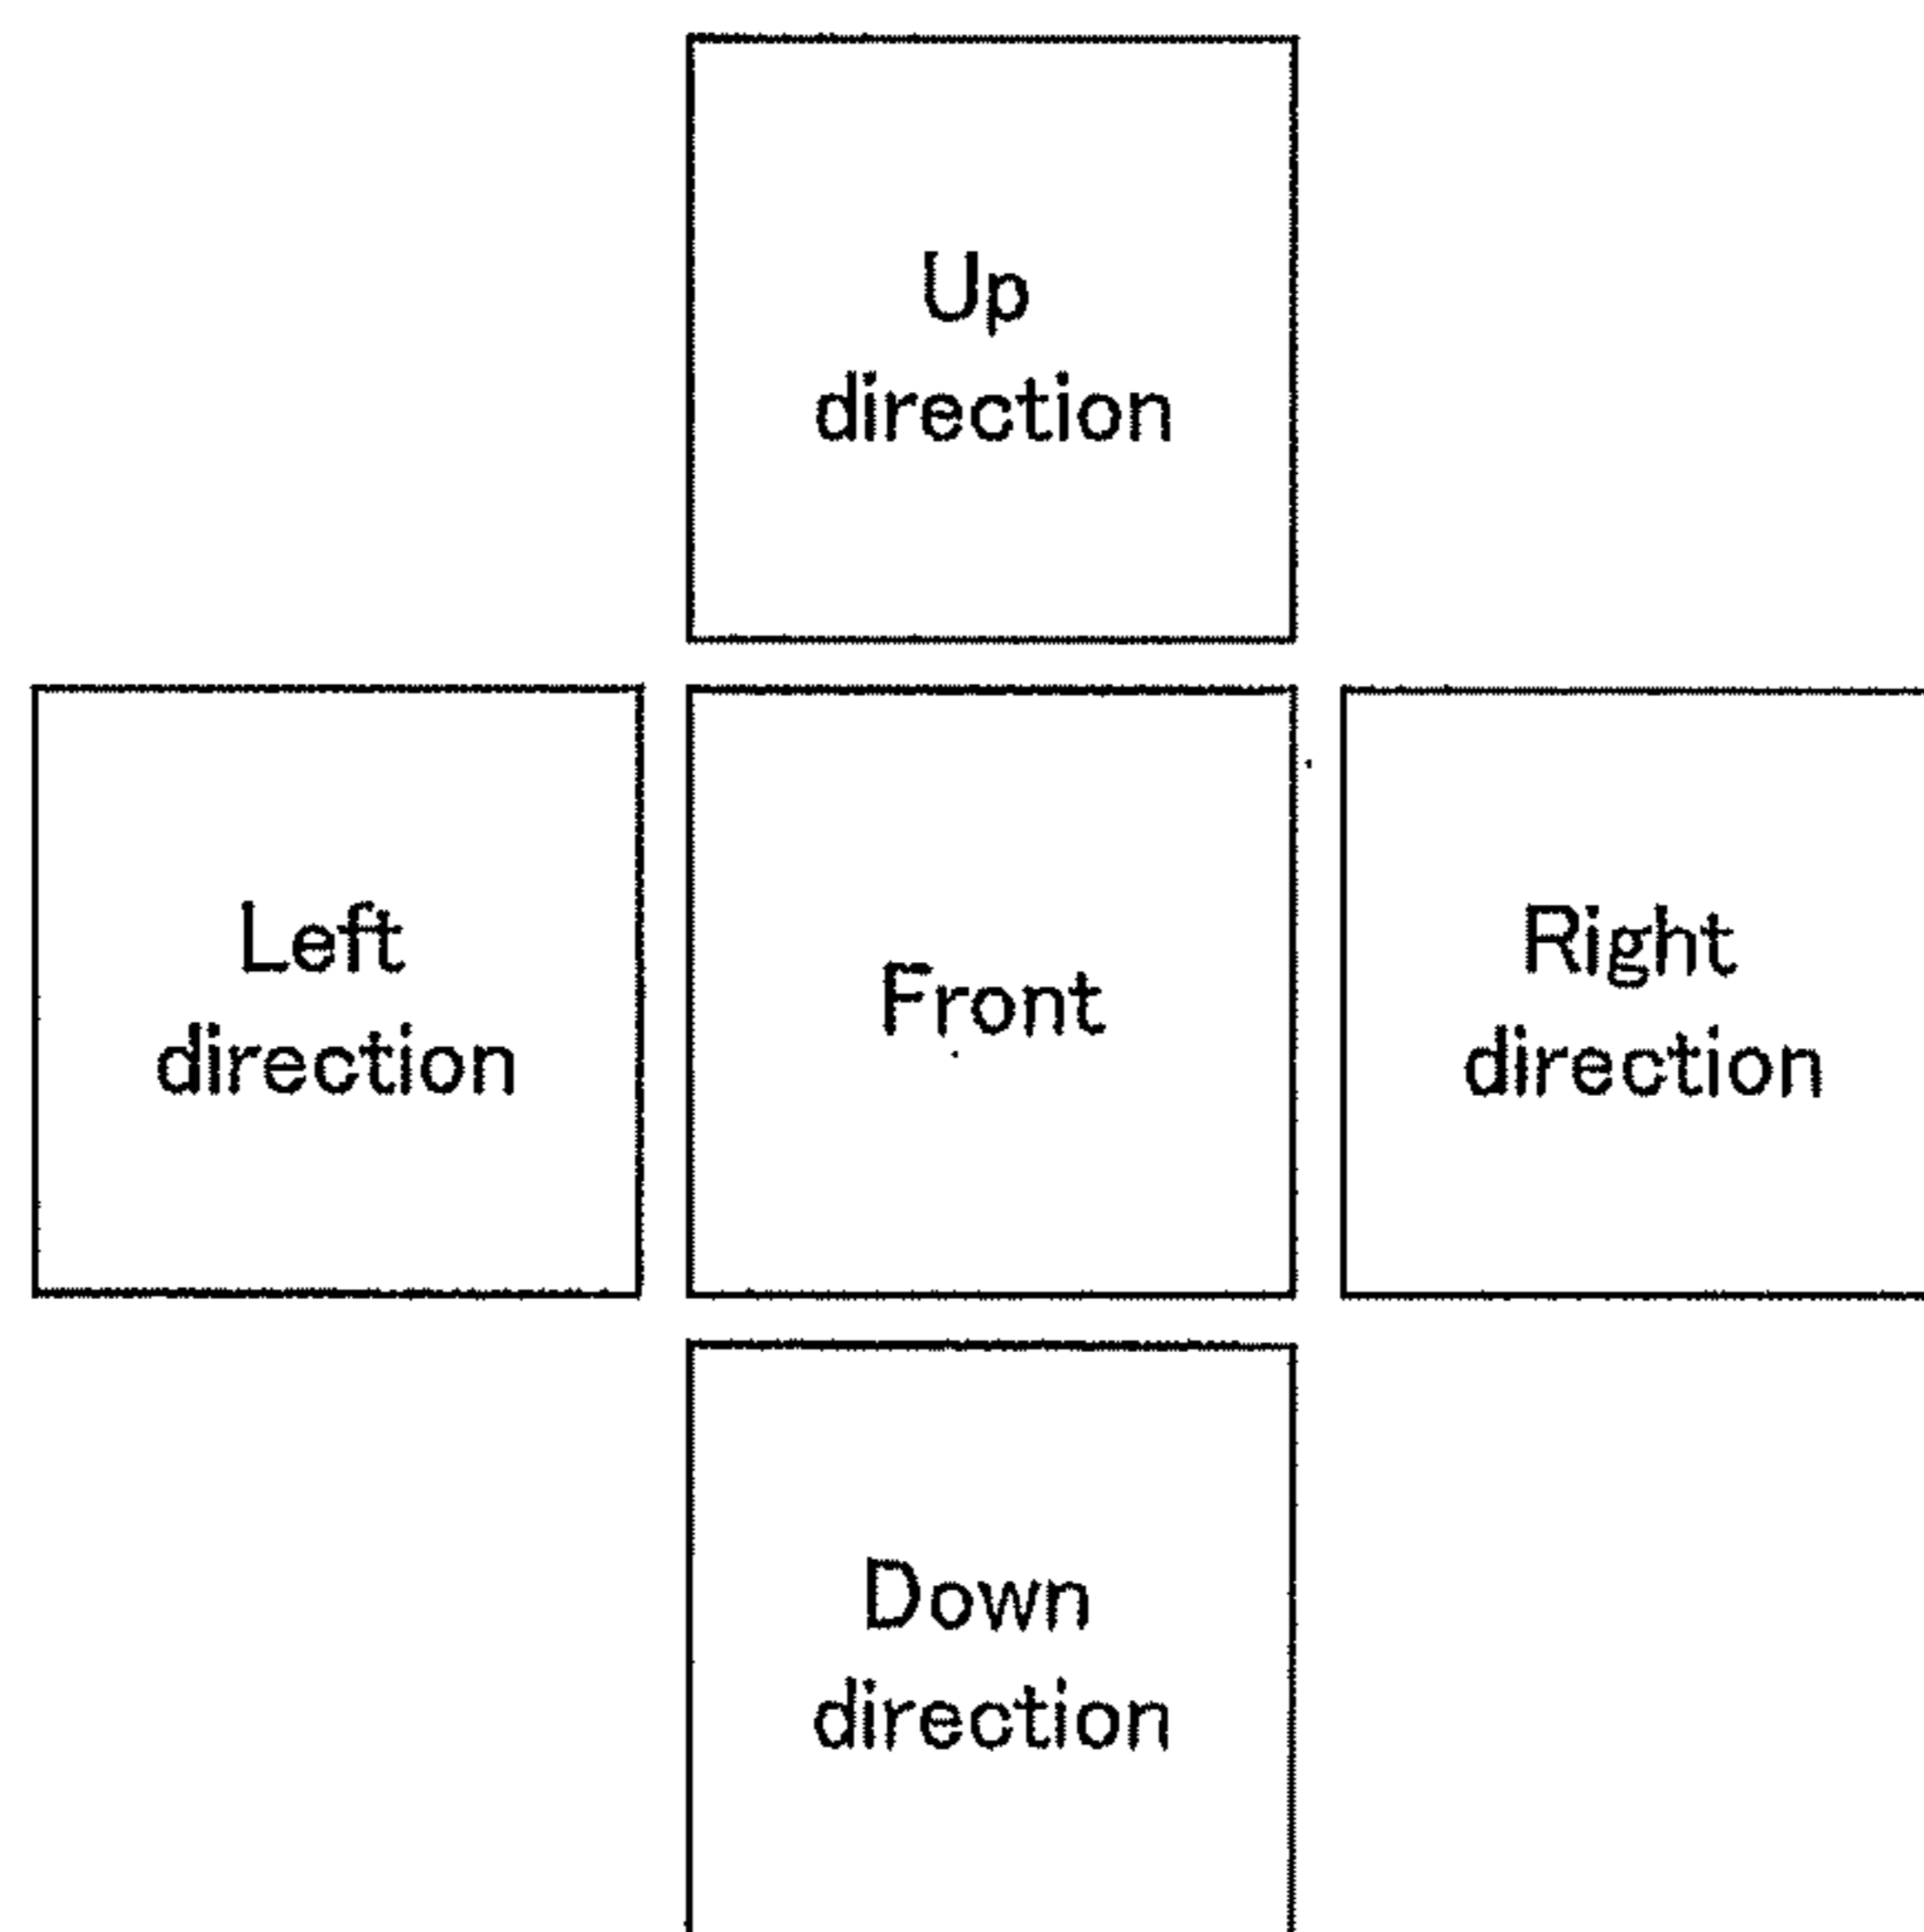 Up
direction
Left
direction
Front
Right
direction
Down
direction